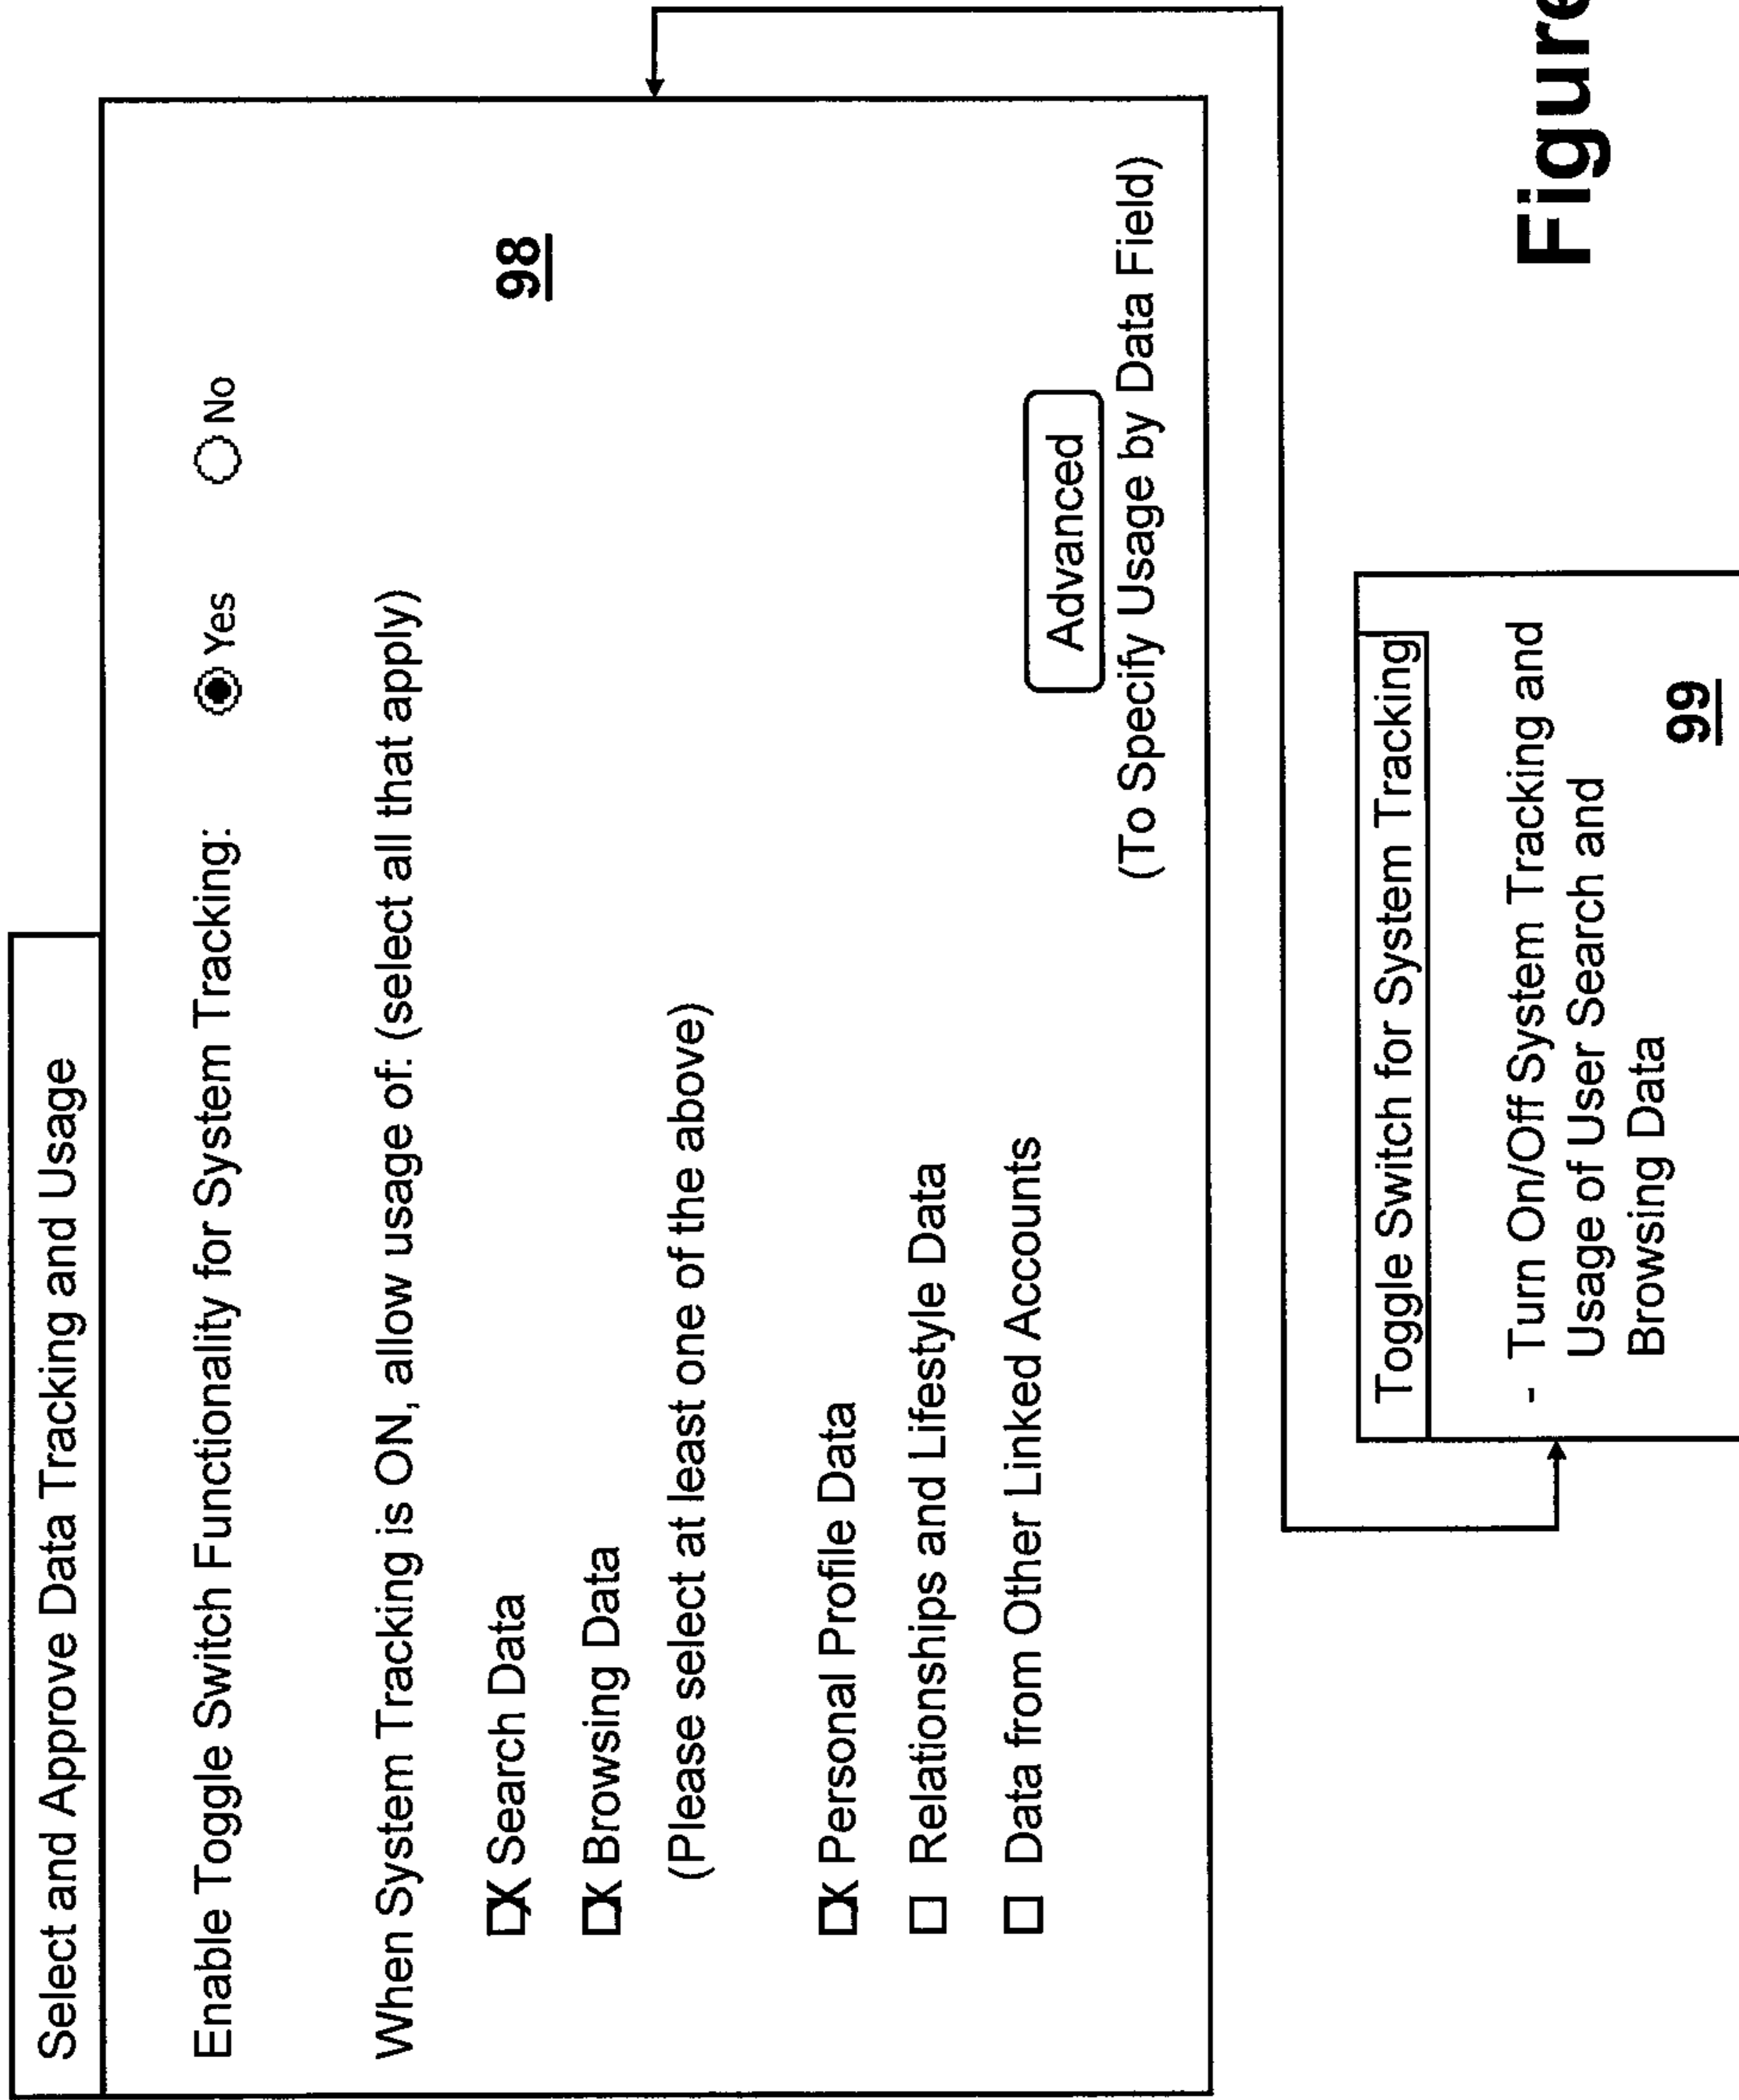 Select and Approve Data Tracking and Usage
Enable Toggle Switch Functionality for System Tracking: Yes No
When System Tracking is ON, allow usage of: (select all that apply)
Search Data
98
Browsing Data
(Please select at least one of the above)
Personal Profile Data
Relationships and Lifestyle Data
Data from Other Linked Accounts
Advanced
(To Specify Usage by Data Field)
Toggle Switch for System Tracking
- Turn On/Off System Tracking and
Usage of User Search and
Browsing Data
99
Figure